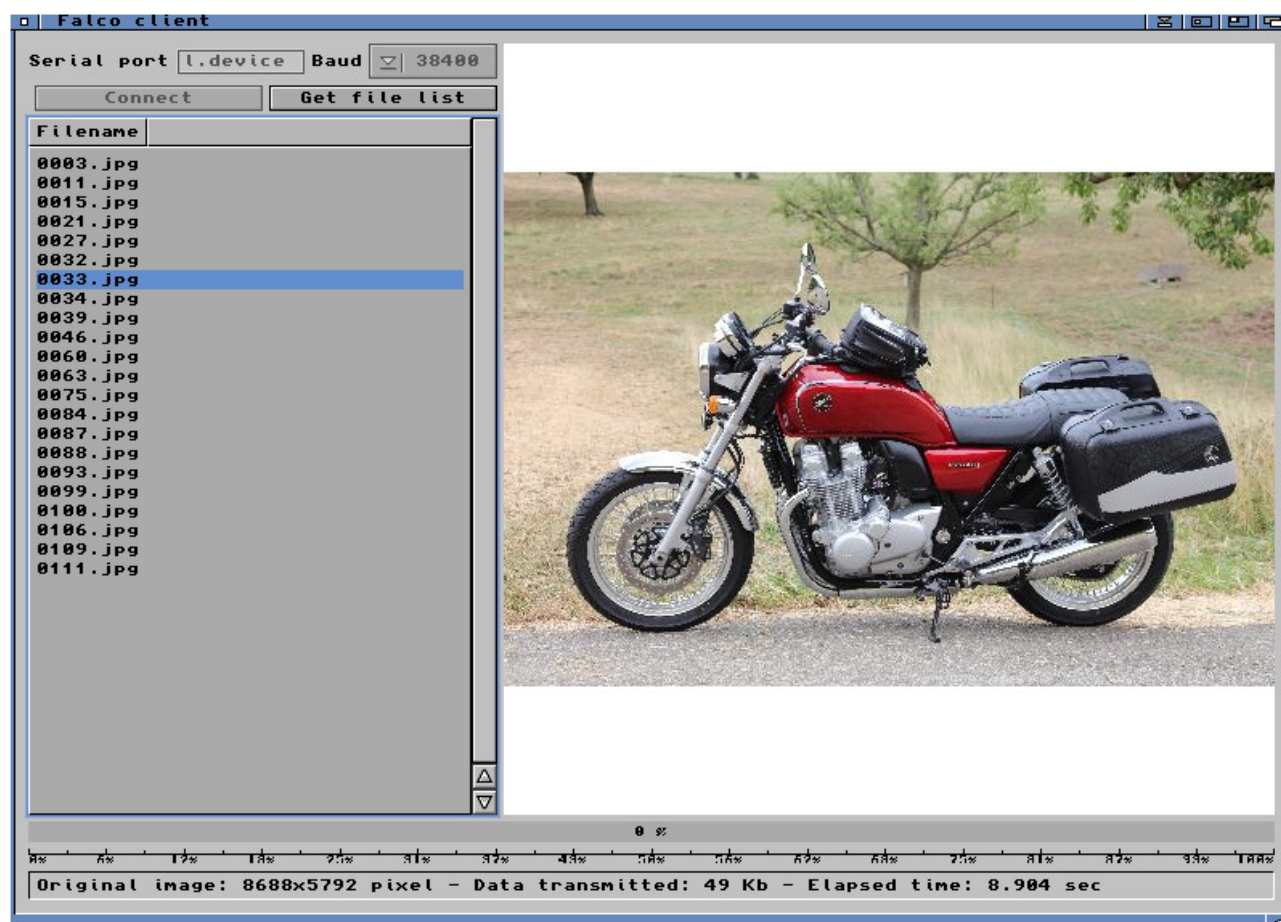 Falco client
Serial port l.device Baud 38400
Connect Get file list
Filename
0003.jpg
0011.jpg
0015.jpg
0021.jpg
0027.jpg
0032.jpg
0033.jpg
0034.jpg
0039.jpg
0046.jpg
0060.jpg
0063.jpg
0075.jpg
0084.jpg
0087.jpg
0088.jpg
0093.jpg
0099.jpg
0100.jpg
0106.jpg
0109.jpg
0111.jpg
0 %
Original image: 8688x5792 pixel - Data transmitted: 49 Kb - Elapsed time: 8.904 sec